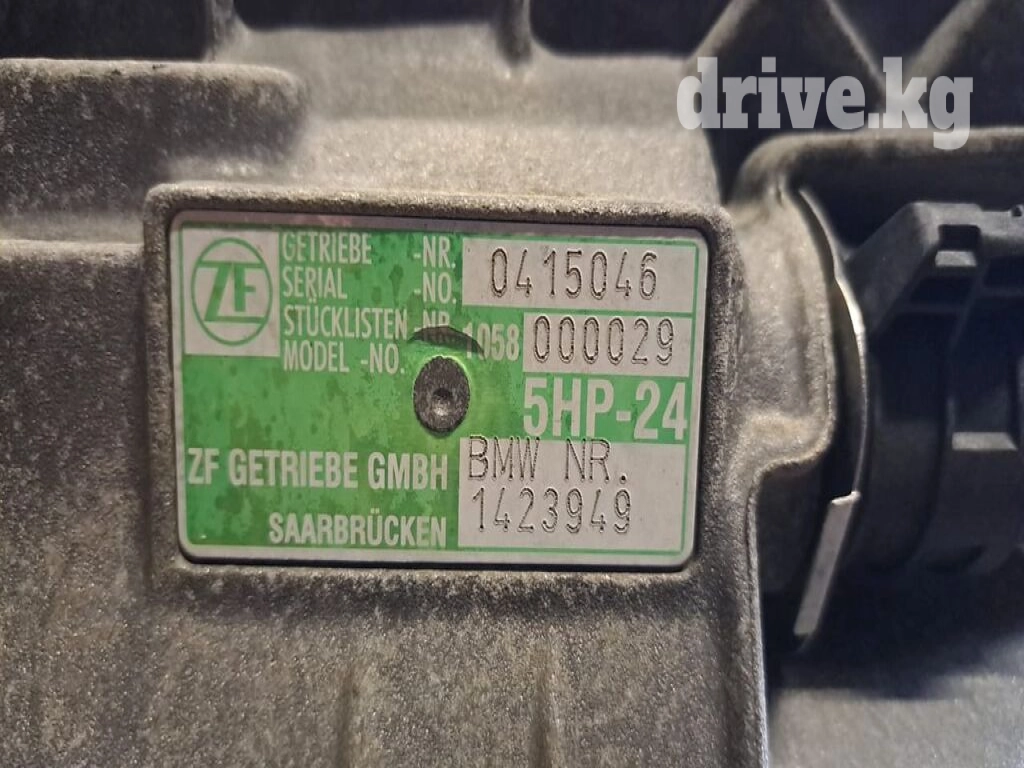 drive.kg
ZF
GETRIEBE -NR. 0415046
SERIAL -NO.
STÜCKLISTEN -NR. 1058 000029
MODEL -NO.
5HP-24
ZF GETRIEBE GMBH BMW NR.
SAARBRÜCKEN 1423949